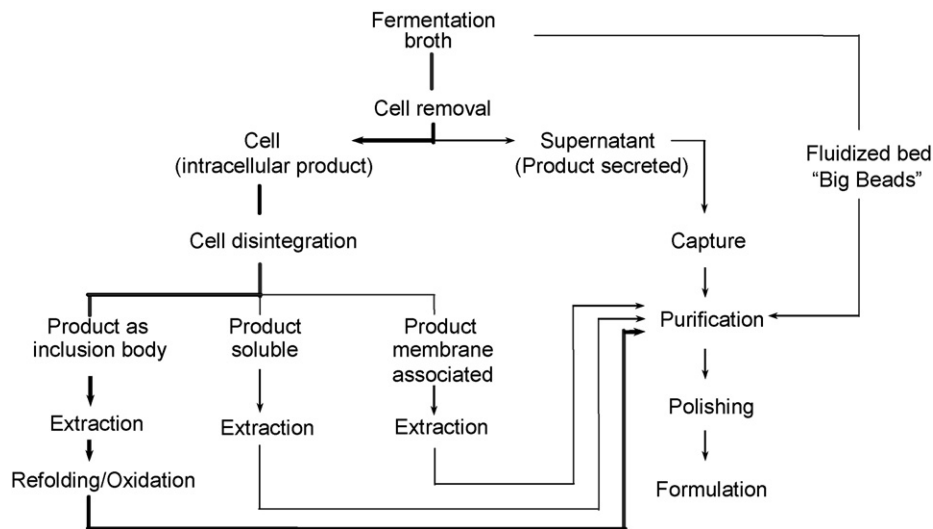 Fermentation
broth
Cell removal
Cell
(intracellular product)
Supernatant
(Product secreted)
Fluidized bed
“Big Beads”
Cell disintegration
Capture
Product as
inclusion body
Product
soluble
Product
membrane
associated
Purification
Extraction
Extraction
Extraction
Polishing
Refolding/Oxidation
Formulation